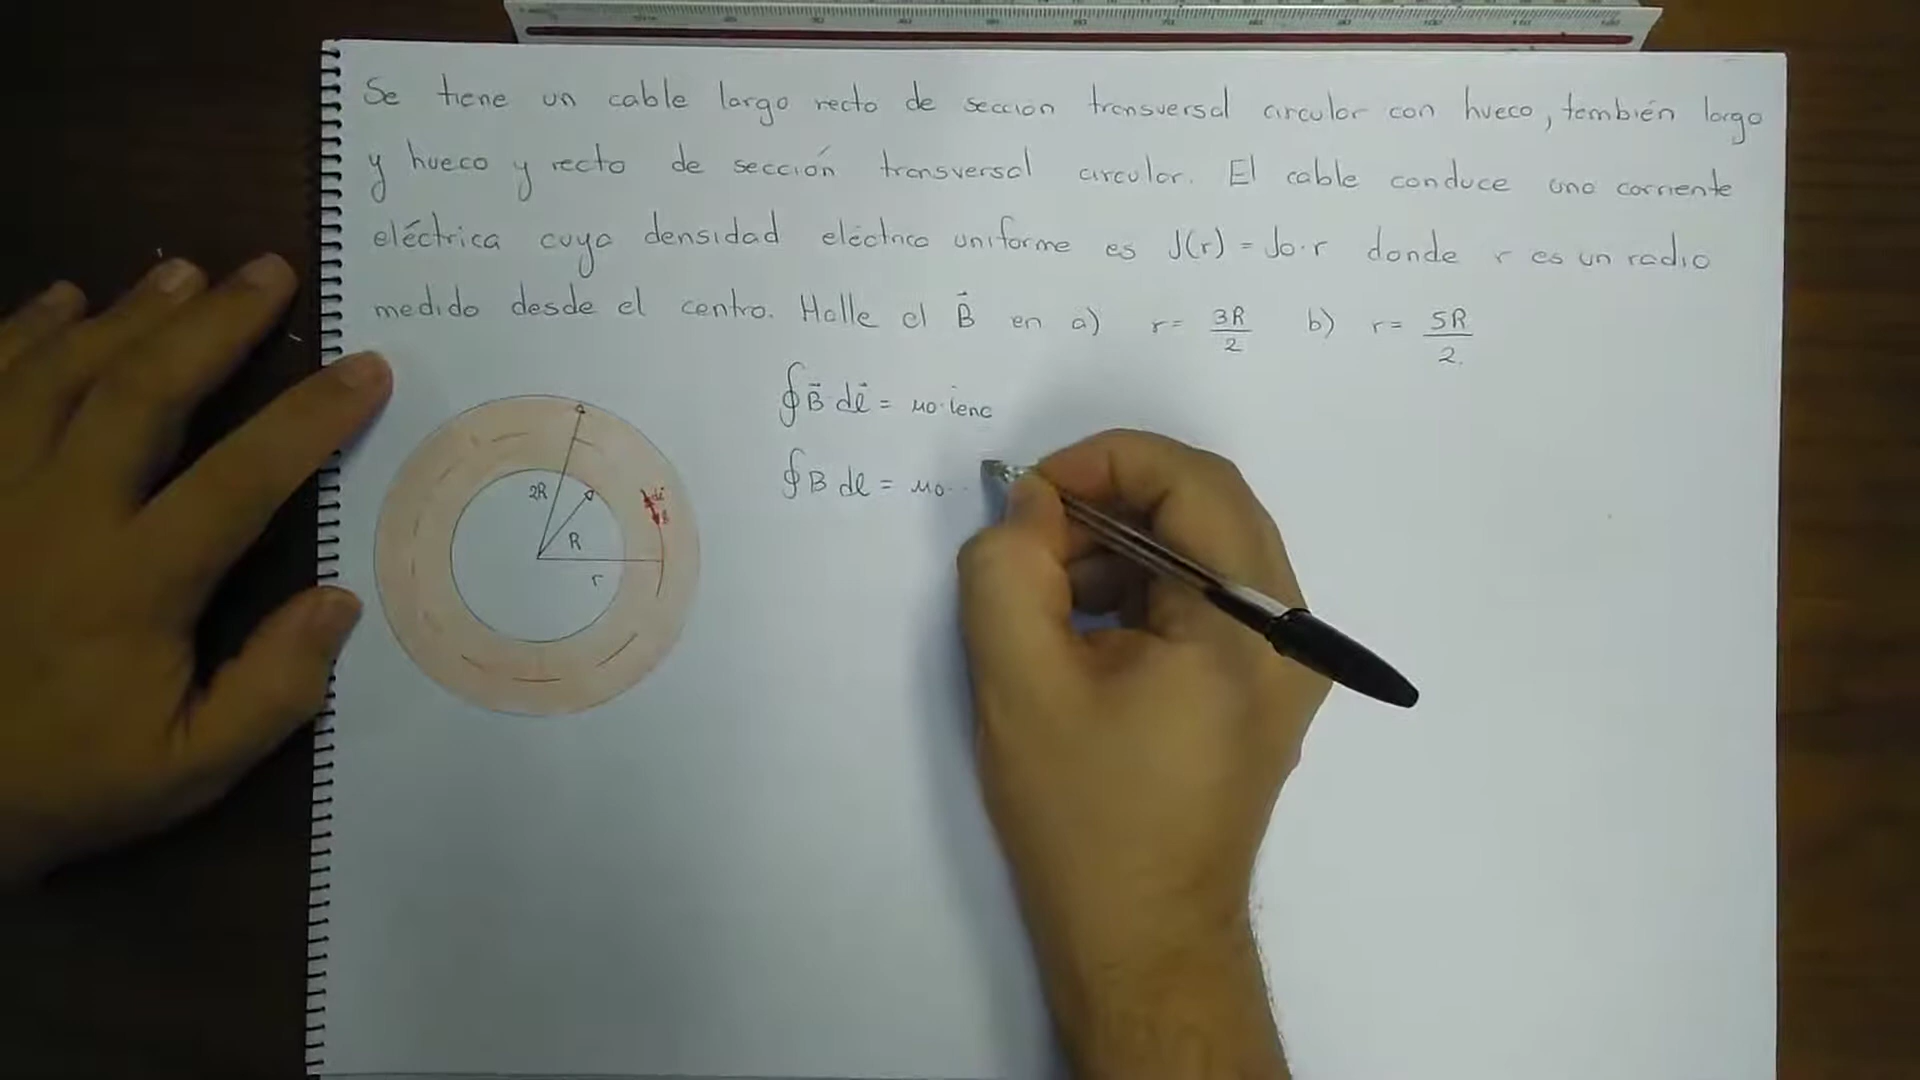 Se tiene un cable largo recto de sección transversal circular con hueco, también largo
y hueco y recto de sección transversal circular. El cable conduce una corriente
eléctrica cuya densidad eléctrica uniforme es J(r) = Jo·r donde r es un radio
medido desde el centro. Halle el B⃗ en a) r = 3R/2 b) r = 5R/2.
∮ B⃗ dl⃗ = μo·ienc
∮ B dl = μo·
2R
R
r